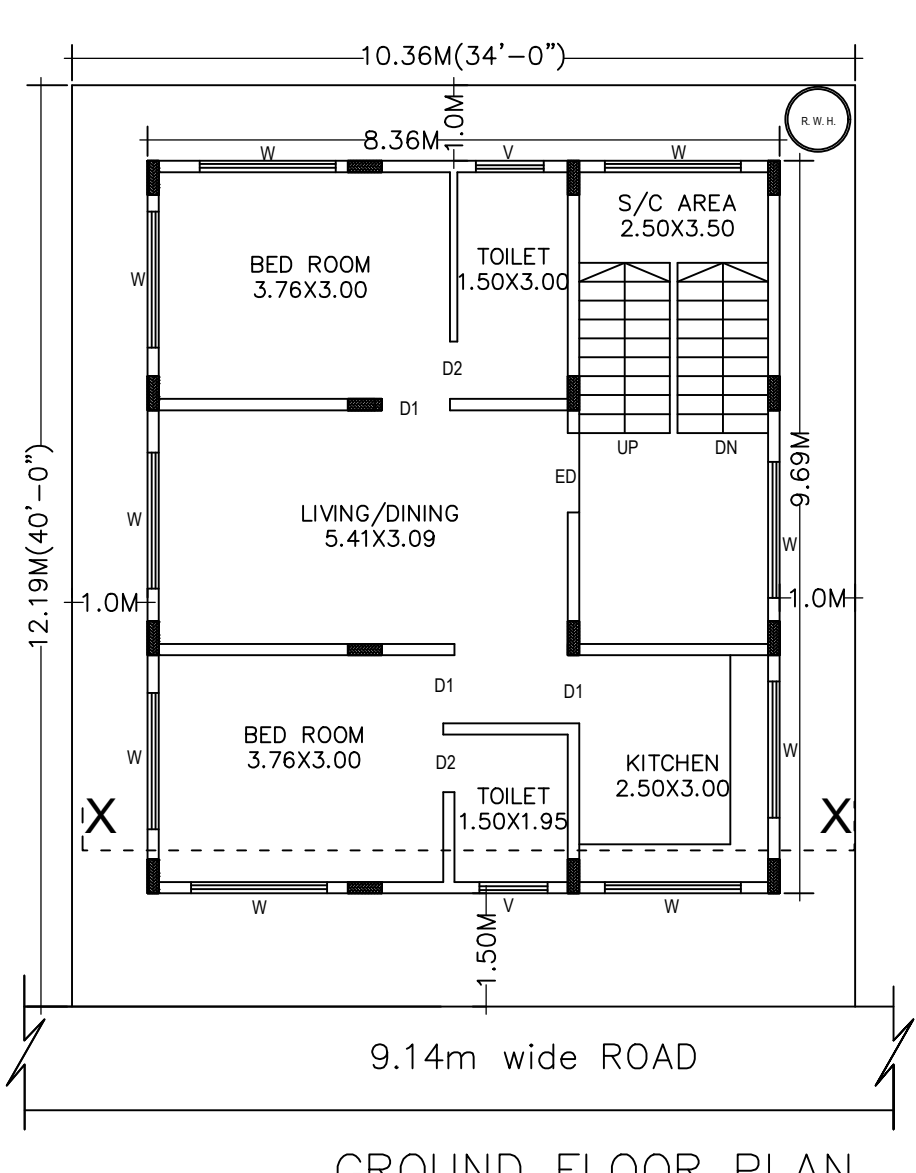 10.36M(34'-0")
1.0M
R.W.H.
8.36M
W
V
W
S/C AREA
2.50X3.50
BED ROOM
3.76X3.00
TOILET
1.50X3.00
W
D2
D1
UP
DN
12.19M(40'-0")
9.69M
ED
LIVING/DINING
5.41X3.09
W
W
1.0M
1.0M
D1
D1
BED ROOM
3.76X3.00
W
D2
KITCHEN
2.50X3.00
W
TOILET
1.50X1.95
X
X
W
V
W
1.50M
9.14m wide ROAD
GROUND FLOOR PLAN